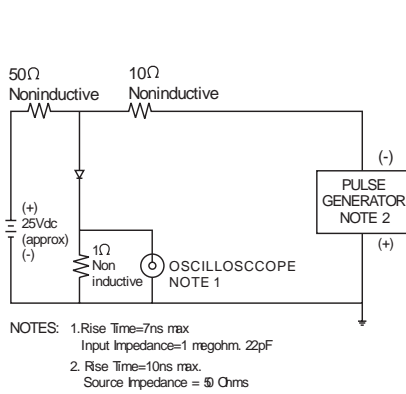 50Ω
Noninductive
10Ω
Noninductive
(-)
PULSE
GENERATOR
NOTE 2
(+)
(+)
25Vdc
(approx)
(-)
1Ω
Non
inductive
OSCILLOSCCOPE
NOTE 1
NOTES: 1.Rise Time=7ns max
Input Impedance=1 megohm. 22pF
2. Rise Time=10ns max.
Source Impedance = 50 Ohms